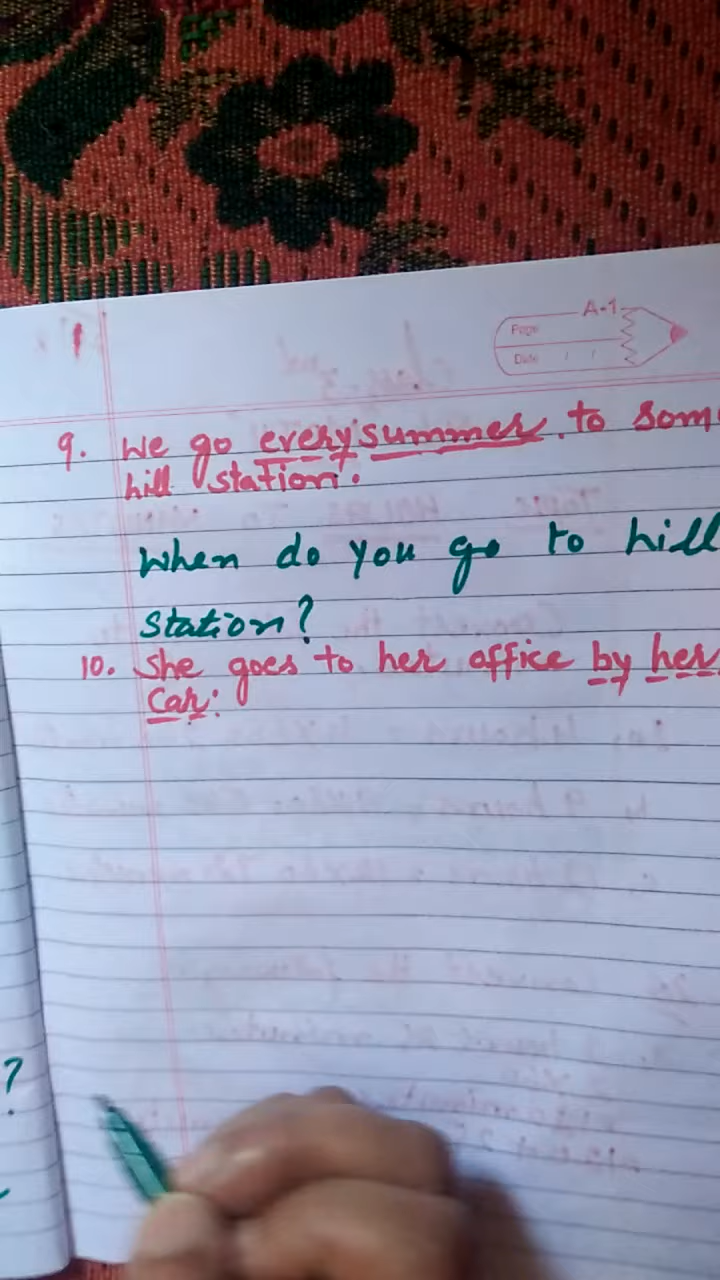 A-1
Page
Date / /
9. We go every summer to som
hill station.
When do you go to hill
station?
10. She goes to her office by her
Car.
?